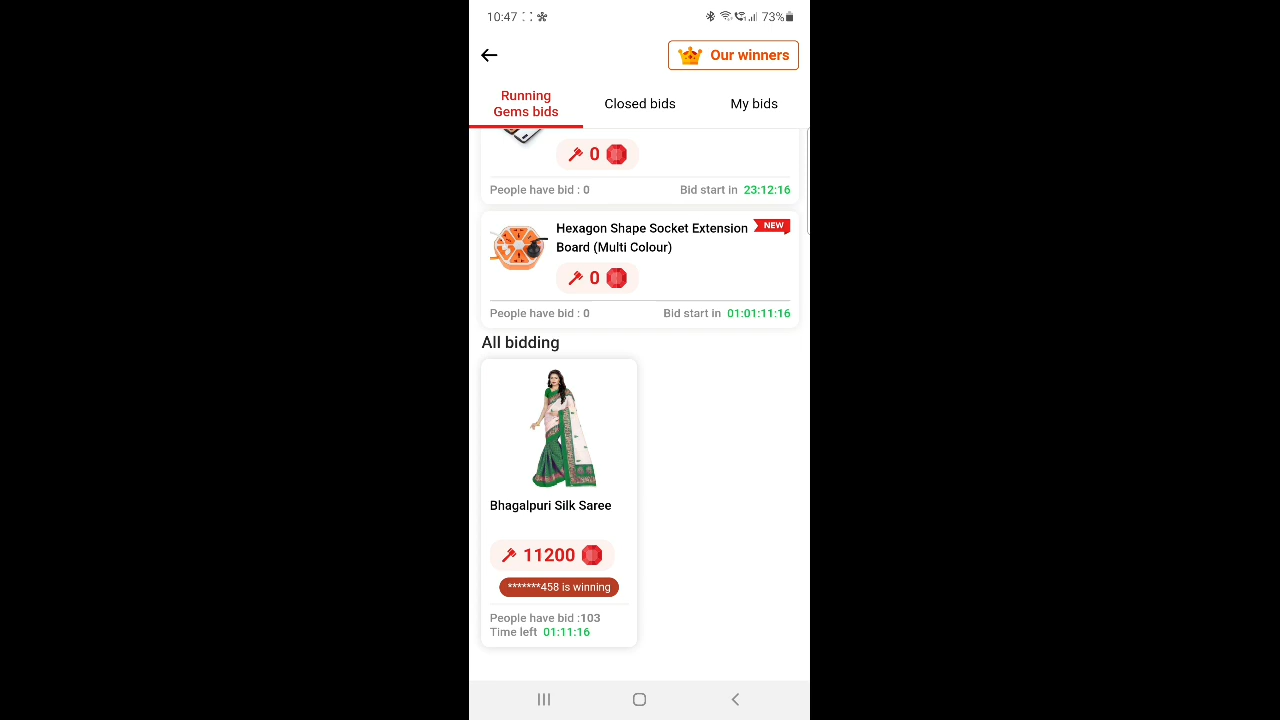 10:47
73%
Our winners
Running
Gems bids
Closed bids
My bids
0
People have bid : 0
Bid start in 23:12:16
Hexagon Shape Socket Extension
Board (Multi Colour)
NEW
0
People have bid : 0
Bid start in 01:01:11:16
All bidding
Bhagalpuri Silk Saree
11200
*******458 is winning
People have bid :103
Time left 01:11:16